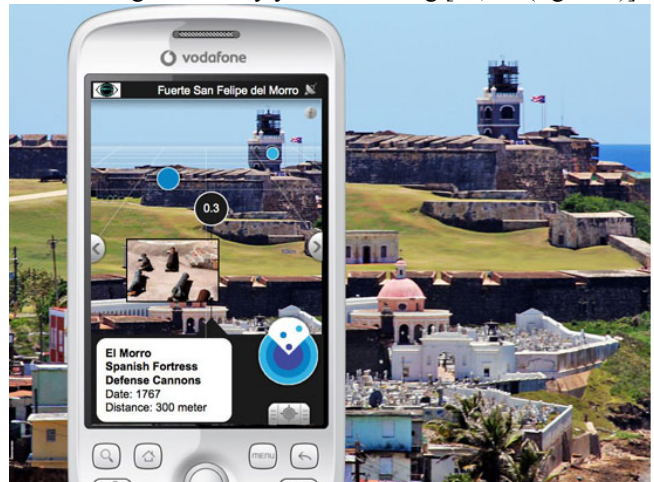 vodafone
Fuerte San Felipe del Morro
0.3
El Morro
Spanish Fortress
Defense Cannons
Date: 1767
Distance: 300 meter
MENU